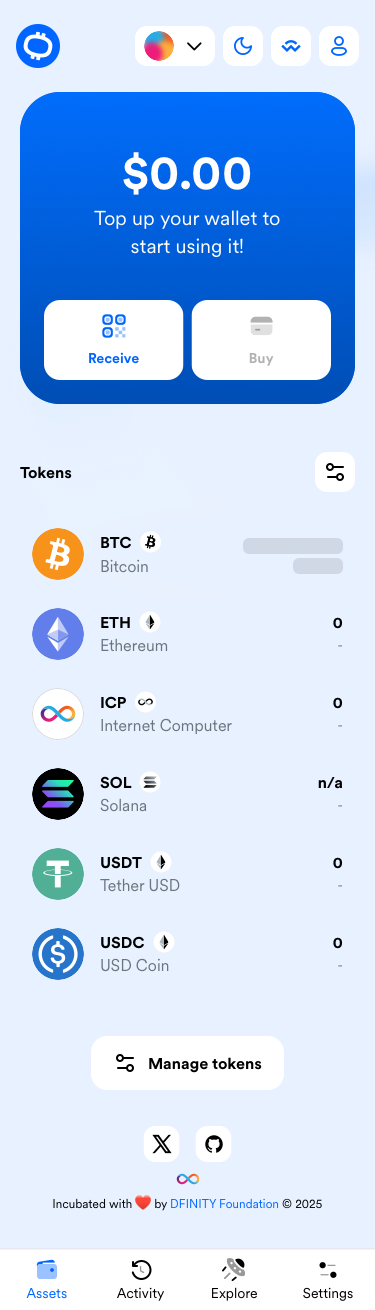 $0.00
Top up your wallet to
start using it!
Receive
Buy
Tokens
BTC
Bitcoin
ETH
0
Ethereum
-
ICP
0
Internet Computer
-
SOL
n/a
Solana
-
USDT
0
Tether USD
-
USDC
0
USD Coin
-
Manage tokens
Incubated with ❤️ by DFINITY Foundation © 2025
Assets
Activity
Explore
Settings